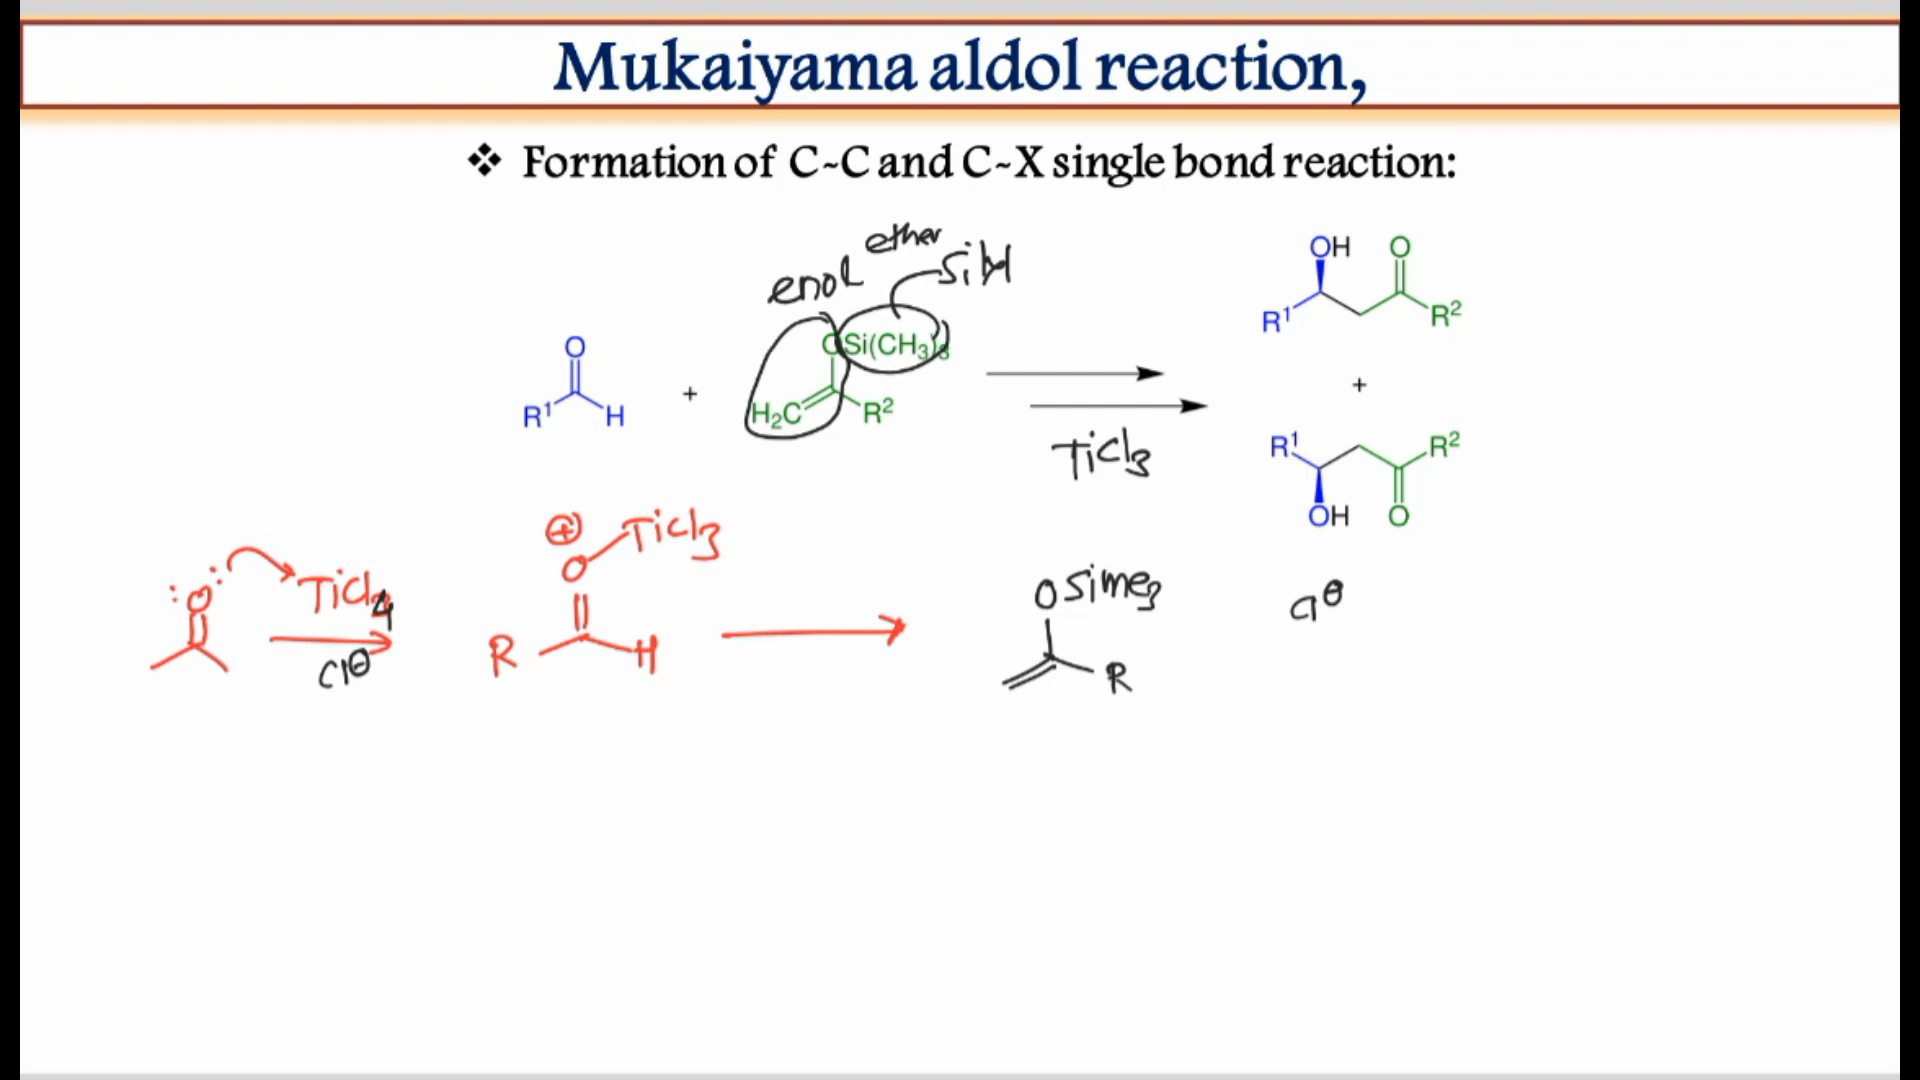 Mukaiyama aldol reaction,
❖ Formation of C~C and C~X single bond reaction:
ether
enol silyl
OH O
R¹ R²
O
R¹ H
+
OSi(CH₃)₃
H₂C R²
TiCl₃
+
R¹ R²
OH O
:O: TiCl₄
Cl⊖
⊕
O TiCl₃
R H
OSiMe₃
R
Cl⊖